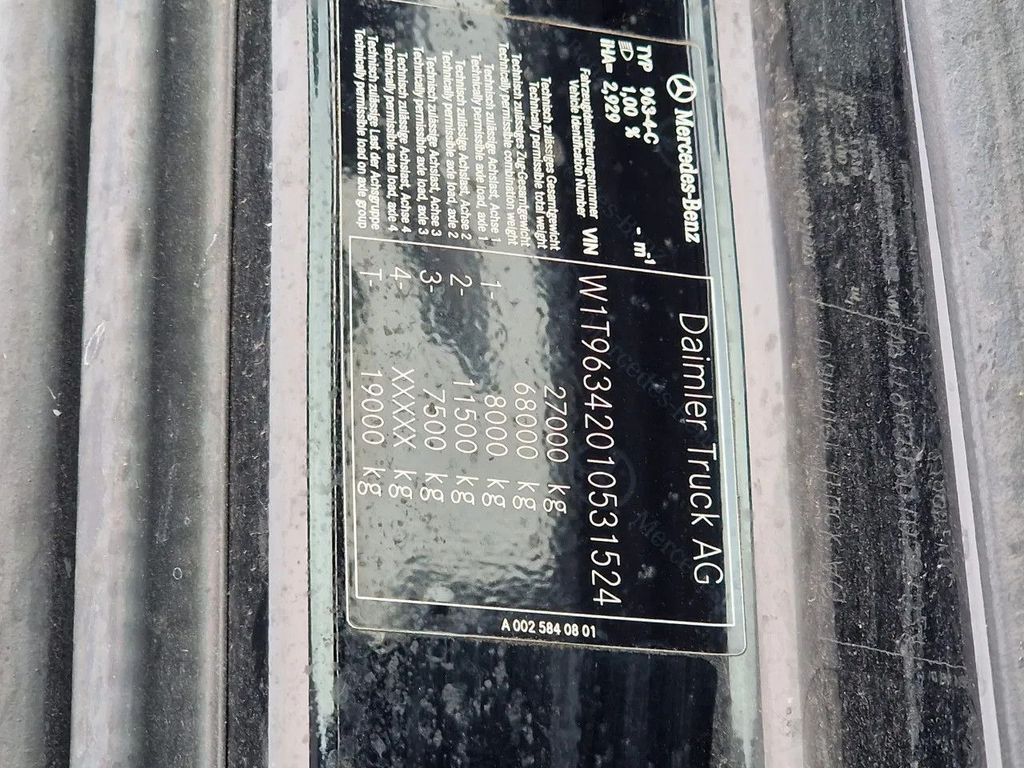 Mercedes-Benz
Daimler Truck AG
TYP 963-4-C
1,00 % - m⁻¹
IHA= 2,929
Fahrzeugidentifizierungsnummer
Vehicle Identification Number VIN W1T96342010531524
Technisch zulässiges Gesamtgewicht
Technically permissible total weight 27000 kg
Technisch zulässiges Zug-Gesamtgewicht
Technically permissible combination weight 68000 kg
Technisch zulässige Achslast, Achse 1
Technically permissible axle load, axle 1 1- 8000 kg
Technisch zulässige Achslast, Achse 2
Technically permissible axle load, axle 2 2- 11500 kg
Technisch zulässige Achslast, Achse 3
Technically permissible axle load, axle 3 3- 7500 kg
Technisch zulässige Achslast, Achse 4
Technically permissible axle load, axle 4 4- XXXXX kg
Technisch zulässige Last der Achsgruppe
Technically permissible load on axle group T- 19000 kg
A 002 584 08 01